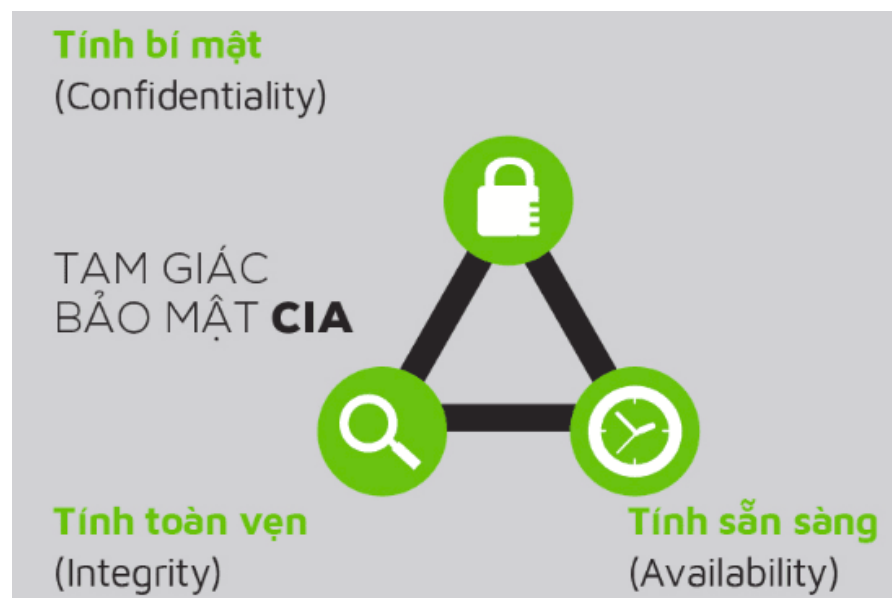 Tính bí mật
(Confidentiality)
TAM GIÁC
BẢO MẬT CIA
Tính toàn vẹn
(Integrity)
Tính sẵn sàng
(Availability)